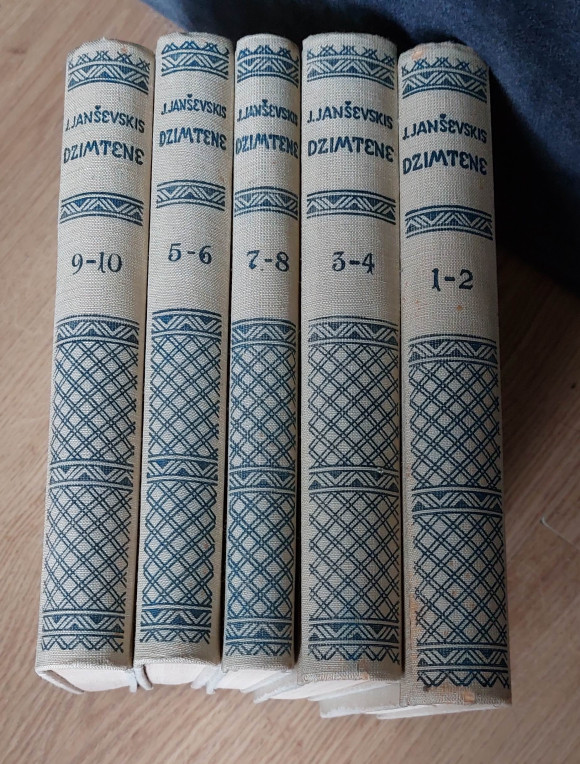 J.JANŠEVSKIS
DZIMTENE
9-10
J.JANŠEVSKIS
DZIMTENE
5-6
J.JANŠEVSKIS
DZIMTENE
7-8
J.JANŠEVSKIS
DZIMTENE
3-4
J.JANŠEVSKIS
DZIMTENE
1-2